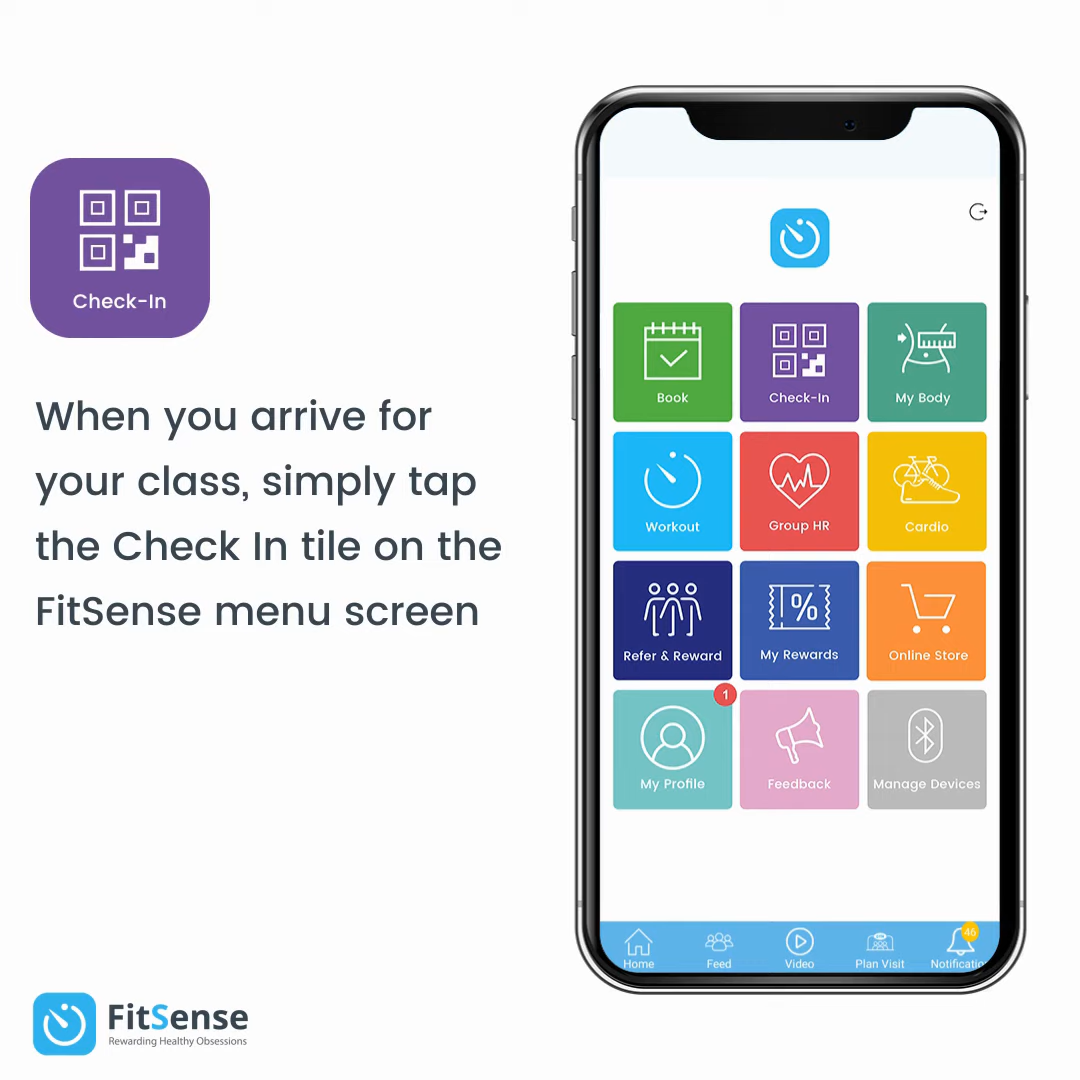 Check-In
When you arrive for
your class, simply tap
the Check In tile on the
FitSense menu screen
Book
Check-In
My Body
Workout
Group HR
Cardio
Refer & Reward
%
My Rewards
Online Store
1
My Profile
Feedback
Manage Devices
46
Home
Feed
Video
Plan Visit
Notificatio
FitSense
Rewarding Healthy Obsessions